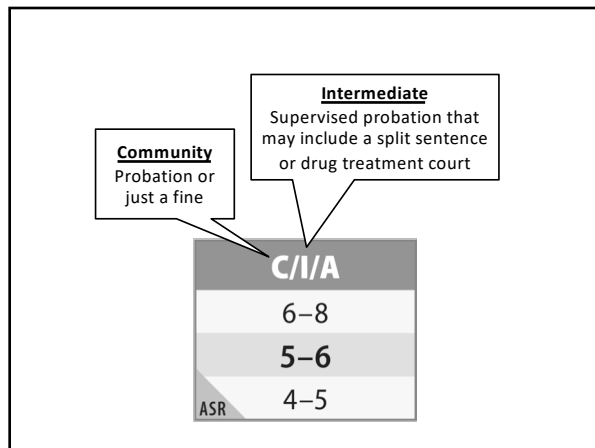 Intermediate
Supervised probation that
may include a split sentence
or drug treatment court
Community
Probation or
just a fine
C/I/A
6–8
5–6
4–5
ASR